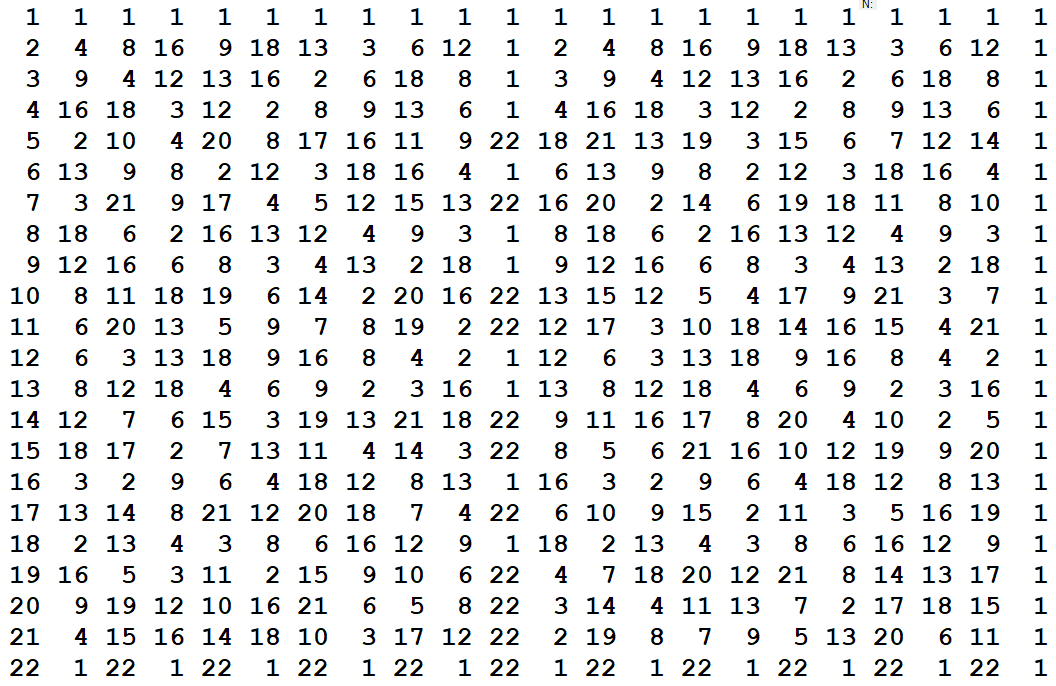 N:
1 1 1 1 1 1 1 1 1 1 1 1 1 1 1 1 1 1 1 1 1 1
2 4 8 16 9 18 13 3 6 12 1 2 4 8 16 9 18 13 3 6 12 1
3 9 4 12 13 16 2 6 18 8 1 3 9 4 12 13 16 2 6 18 8 1
4 16 18 3 12 2 8 9 13 6 1 4 16 18 3 12 2 8 9 13 6 1
5 2 10 4 20 8 17 16 11 9 22 18 21 13 19 3 15 6 7 12 14 1
6 13 9 8 2 12 3 18 16 4 1 6 13 9 8 2 12 3 18 16 4 1
7 3 21 9 17 4 5 12 15 13 22 16 20 2 14 6 19 18 11 8 10 1
8 18 6 2 16 13 12 4 9 3 1 8 18 6 2 16 13 12 4 9 3 1
9 12 16 6 8 3 4 13 2 18 1 9 12 16 6 8 3 4 13 2 18 1
10 8 11 18 19 6 14 2 20 16 22 13 15 12 5 4 17 9 21 3 7 1
11 6 20 13 5 9 7 8 19 2 22 12 17 3 10 18 14 16 15 4 21 1
12 6 3 13 18 9 16 8 4 2 1 12 6 3 13 18 9 16 8 4 2 1
13 8 12 18 4 6 9 2 3 16 1 13 8 12 18 4 6 9 2 3 16 1
14 12 7 6 15 3 19 13 21 18 22 9 11 16 17 8 20 4 10 2 5 1
15 18 17 2 7 13 11 4 14 3 22 8 5 6 21 16 10 12 19 9 20 1
16 3 2 9 6 4 18 12 8 13 1 16 3 2 9 6 4 18 12 8 13 1
17 13 14 8 21 12 20 18 7 4 22 6 10 9 15 2 11 3 5 16 19 1
18 2 13 4 3 8 6 16 12 9 1 18 2 13 4 3 8 6 16 12 9 1
19 16 5 3 11 2 15 9 10 6 22 4 7 18 20 12 21 8 14 13 17 1
20 9 19 12 10 16 21 6 5 8 22 3 14 4 11 13 7 2 17 18 15 1
21 4 15 16 14 18 10 3 17 12 22 2 19 8 7 9 5 13 20 6 11 1
22 1 22 1 22 1 22 1 22 1 22 1 22 1 22 1 22 1 22 1 22 1